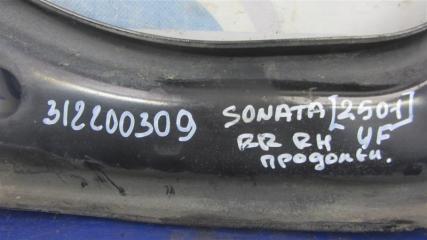 312200309
SONATA [2501]
RR RH YF
продольн.